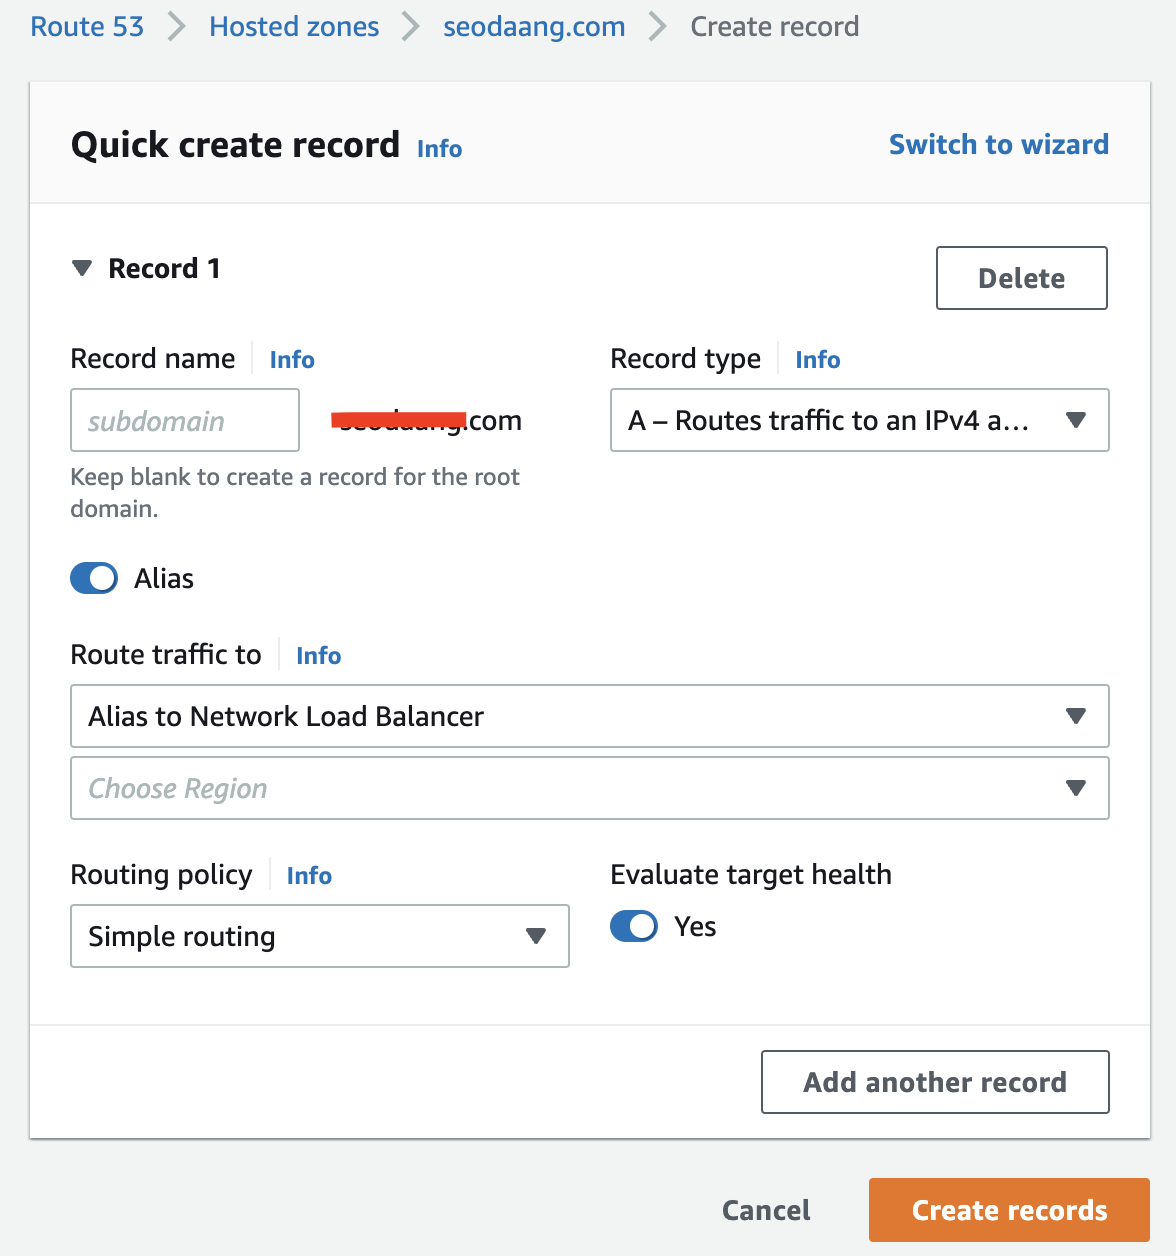 Route 53 Hosted zones seodaang.com Create record
Quick create record Info Switch to wizard
Record 1
Delete
Record name Info
subdomain
.com
Keep blank to create a record for the root
domain.
Record type Info
A – Routes traffic to an IPv4 a...
Alias
Route traffic to Info
Alias to Network Load Balancer
Choose Region
Routing policy Info
Simple routing
Evaluate target health
Yes
Add another record
Cancel Create records